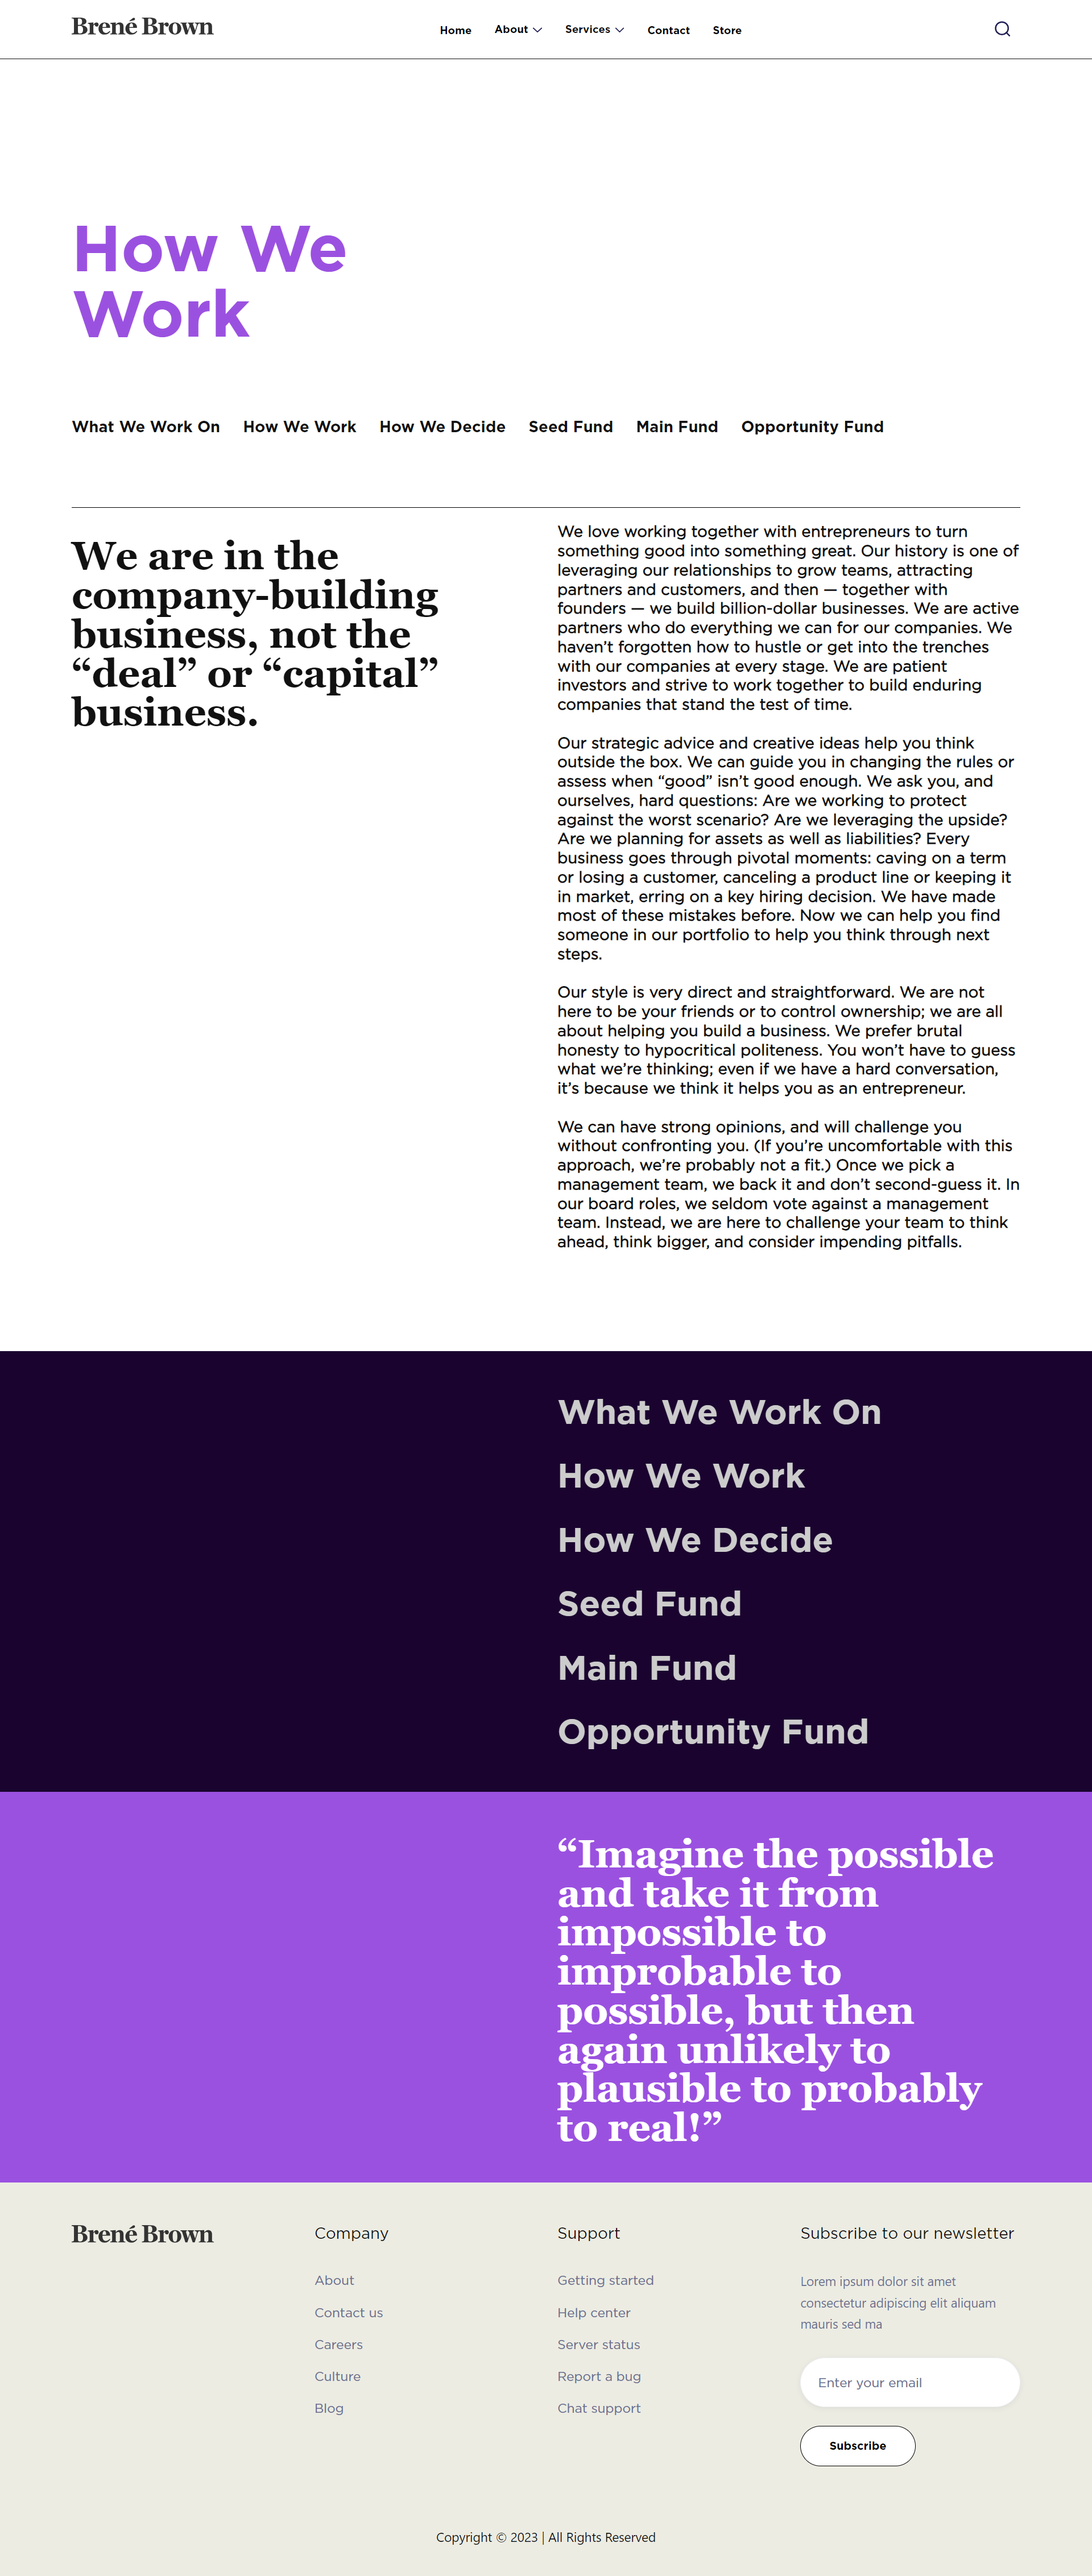 Brené Brown
Home About Services Contact Store
How We
Work
What We Work On How We Work How We Decide Seed Fund Main Fund Opportunity Fund
We are in the
company-building
business, not the
“deal” or “capital”
business.
We love working together with entrepreneurs to turn
something good into something great. Our history is one of
leveraging our relationships to grow teams, attracting
partners and customers, and then — together with
founders — we build billion-dollar businesses. We are active
partners who do everything we can for our companies. We
haven’t forgotten how to hustle or get into the trenches
with our companies at every stage. We are patient
investors and strive to work together to build enduring
companies that stand the test of time.
Our strategic advice and creative ideas help you think
outside the box. We can guide you in changing the rules or
assess when “good” isn’t good enough. We ask you, and
ourselves, hard questions: Are we working to protect
against the worst scenario? Are we leveraging the upside?
Are we planning for assets as well as liabilities? Every
business goes through pivotal moments: caving on a term
or losing a customer, canceling a product line or keeping it
in market, erring on a key hiring decision. We have made
most of these mistakes before. Now we can help you find
someone in our portfolio to help you think through next
steps.
Our style is very direct and straightforward. We are not
here to be your friends or to control ownership; we are all
about helping you build a business. We prefer brutal
honesty to hypocritical politeness. You won’t have to guess
what we’re thinking; even if we have a hard conversation,
it’s because we think it helps you as an entrepreneur.
We can have strong opinions, and will challenge you
without confronting you. (If you’re uncomfortable with this
approach, we’re probably not a fit.) Once we pick a
management team, we back it and don’t second-guess it. In
our board roles, we seldom vote against a management
team. Instead, we are here to challenge your team to think
ahead, think bigger, and consider impending pitfalls.
What We Work On
How We Work
How We Decide
Seed Fund
Main Fund
Opportunity Fund
“Imagine the possible
and take it from
impossible to
improbable to
possible, but then
again unlikely to
plausible to probably
to real!”
Brené Brown
Company
About
Contact us
Careers
Culture
Blog
Support
Getting started
Help center
Server status
Report a bug
Chat support
Subscribe to our newsletter
Lorem ipsum dolor sit amet
consectetur adipiscing elit aliquam
mauris sed ma
Enter your email
Subscribe
Copyright © 2023 | All Rights Reserved